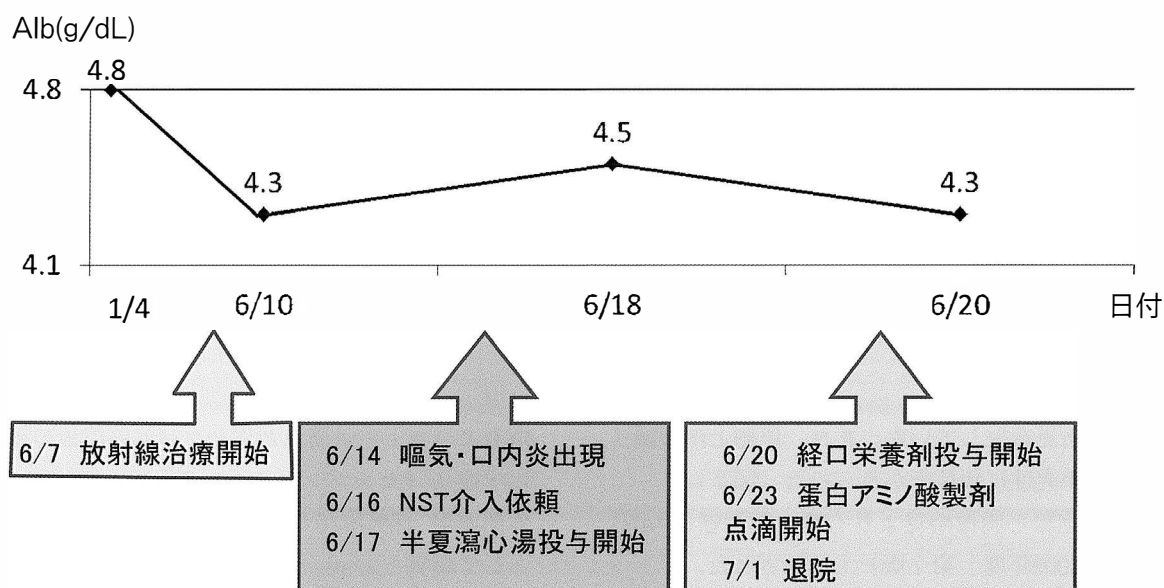 Alb(g/dL)
4.8
4.8
4.3
4.5
4.3
4.1
1/4
6/10
6/18
6/20
日付
6/7 放射線治療開始
6/14 嘔気・口内炎出現
6/16 NST介入依頼
6/17 半夏瀉心湯投与開始
6/20 経口栄養剤投与開始
6/23 蛋白アミノ酸製剤
点滴開始
7/1 退院